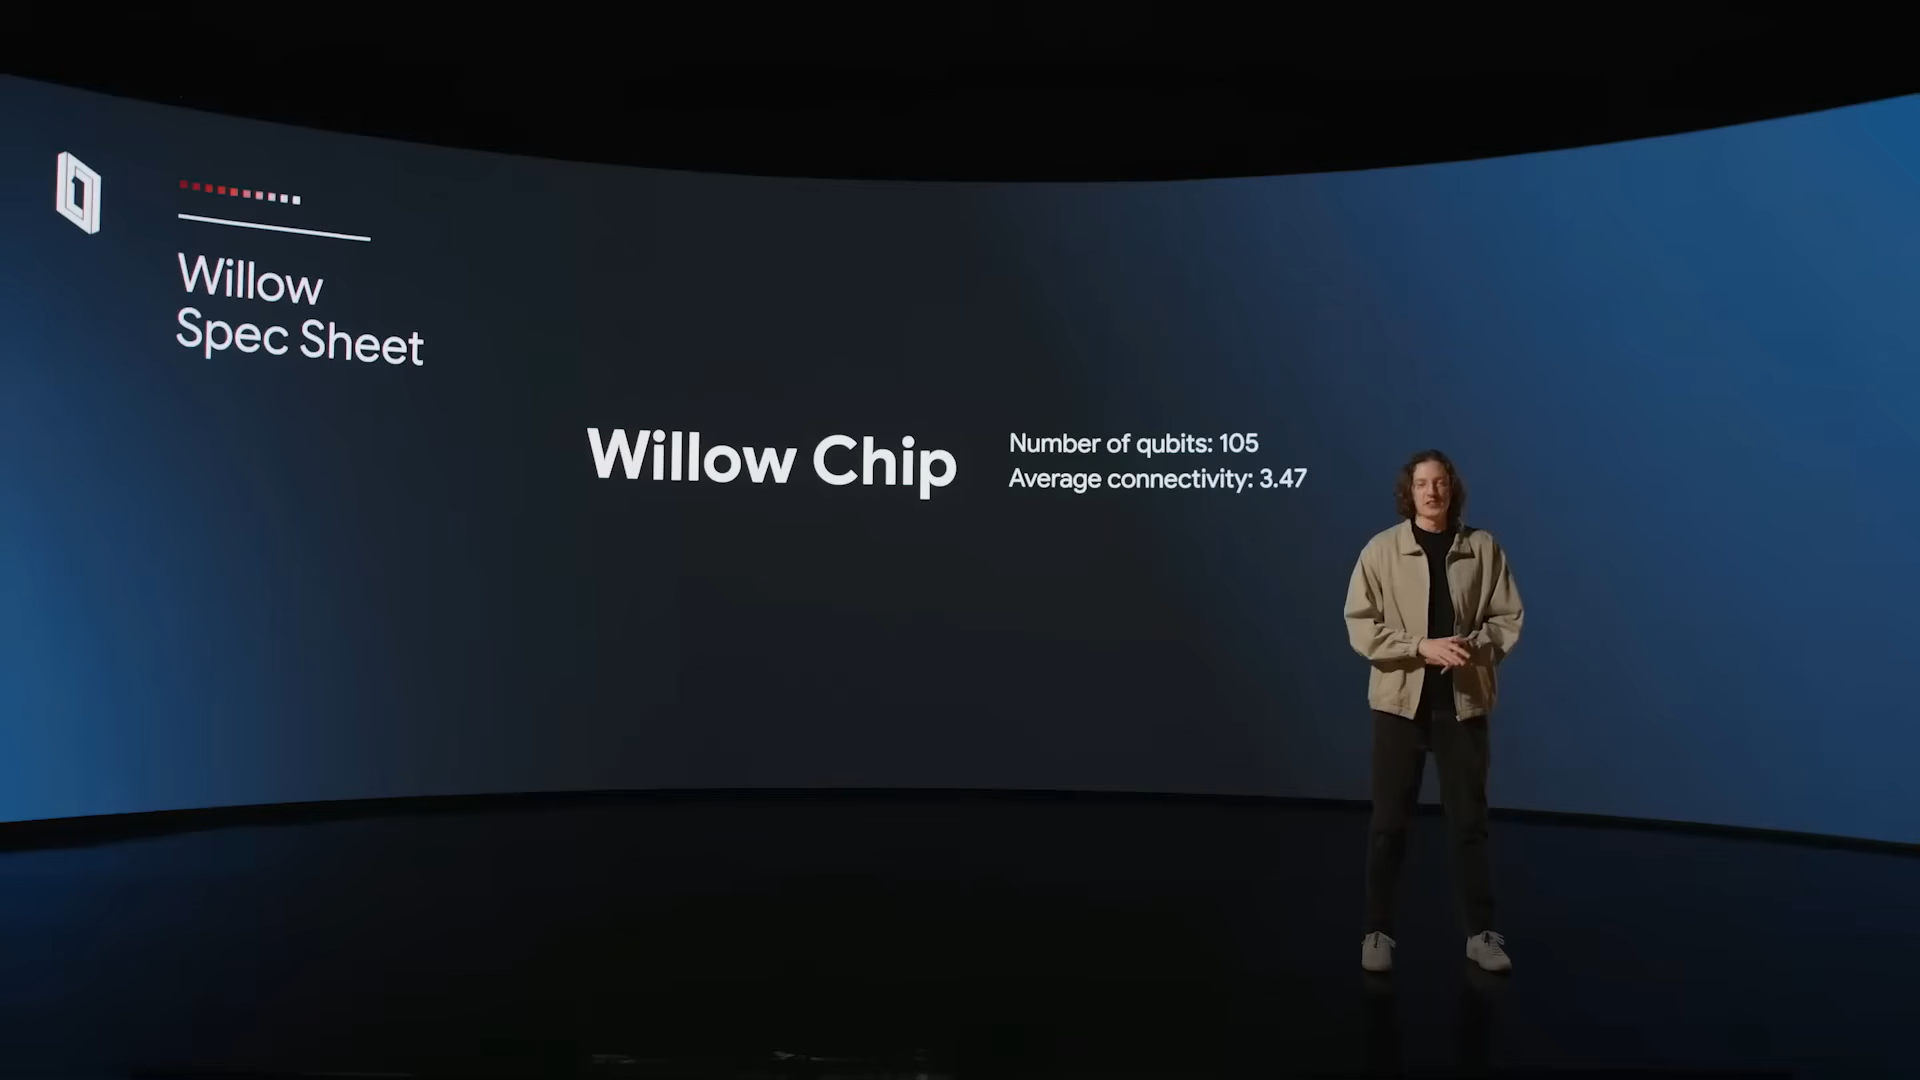 Willow
Spec Sheet
Willow Chip
Number of qubits: 105
Average connectivity: 3.47